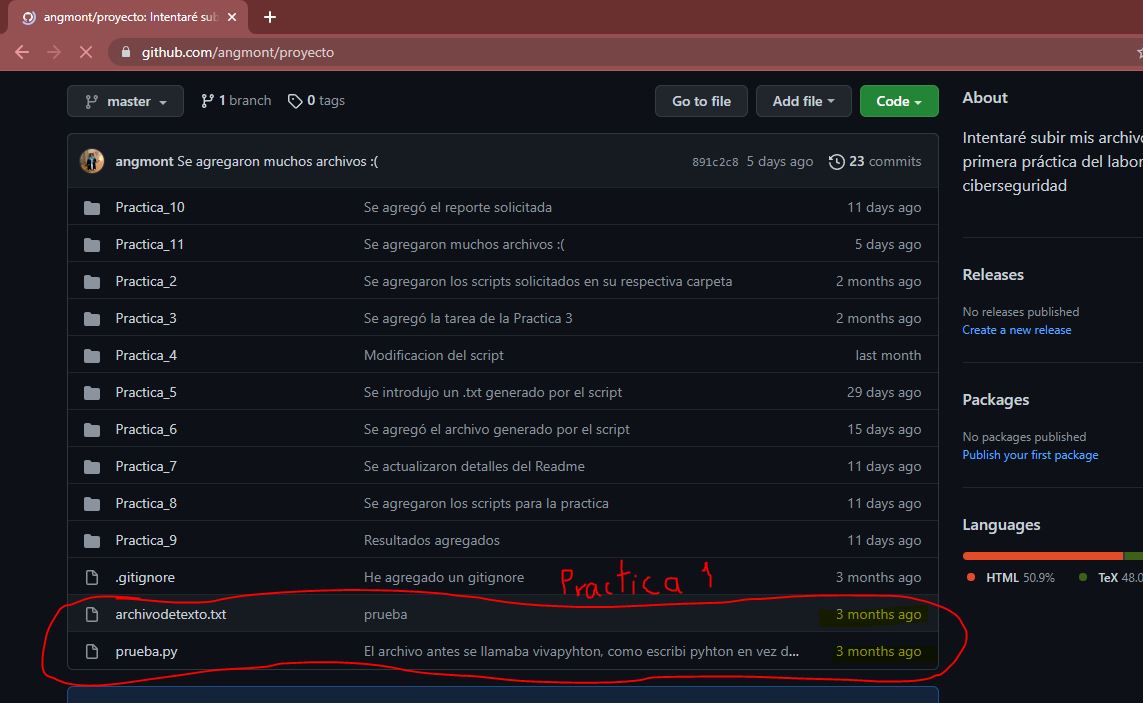 angmont/proyecto: Intentaré sub
github.com/angmont/proyecto
master 1 branch 0 tags Go to file Add file Code
angmont Se agregaron muchos archivos :( 891c2c8 5 days ago 23 commits
Practica_10 Se agregó el reporte solicitada 11 days ago
Practica_11 Se agregaron muchos archivos :( 5 days ago
Practica_2 Se agregaron los scripts solicitados en su respectiva carpeta 2 months ago
Practica_3 Se agregó la tarea de la Practica 3 2 months ago
Practica_4 Modificacion del script last month
Practica_5 Se introdujo un .txt generado por el script 29 days ago
Practica_6 Se agregó el archivo generado por el script 15 days ago
Practica_7 Se actualizaron detalles del Readme 11 days ago
Practica_8 Se agregaron los scripts para la practica 11 days ago
Practica_9 Resultados agregados 11 days ago
.gitignore He agregado un gitignore 3 months ago
Practica 1
archivodetexto.txt prueba 3 months ago
prueba.py El archivo antes se llamaba vivapyhton, como escribi pyhton en vez d... 3 months ago
About
Intentaré subir mis archivo
primera práctica del labor
ciberseguridad
Releases
No releases published
Create a new release
Packages
No packages published
Publish your first package
Languages
HTML 50.9% TeX 48.0